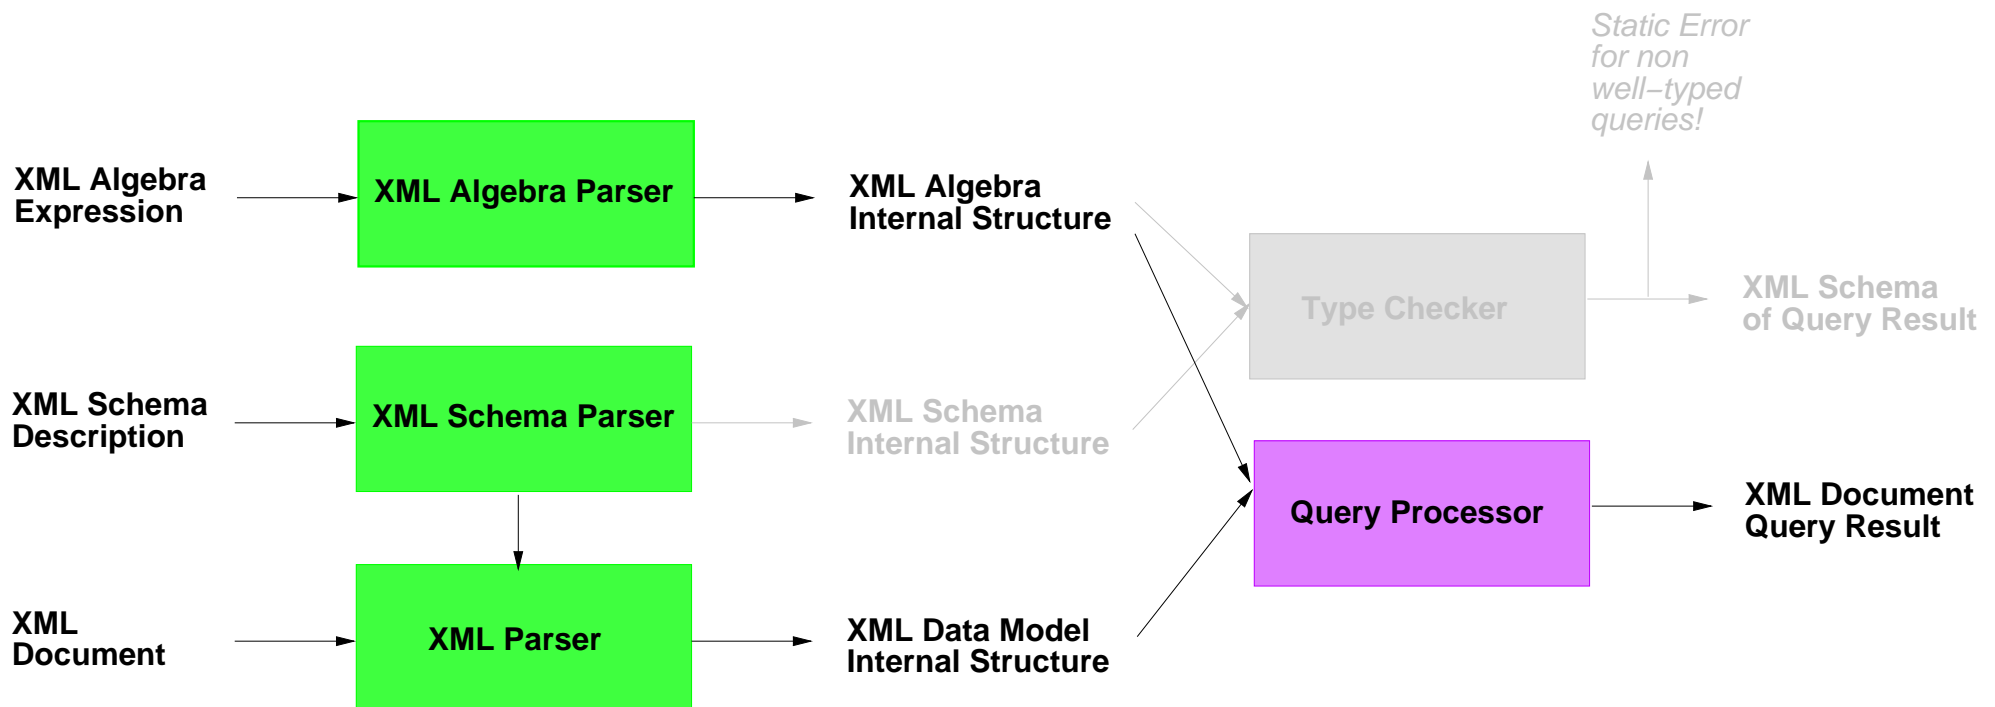 Static Error
for non
well−typed
queries!
XML Algebra
Expression
XML Algebra Parser
XML Algebra
Internal Structure
Type Checker
XML Schema
of Query Result
XML Schema
Description
XML Schema Parser
XML Schema
Internal Structure
Query Processor
XML Document
Query Result
XML
Document
XML Parser
XML Data Model
Internal Structure